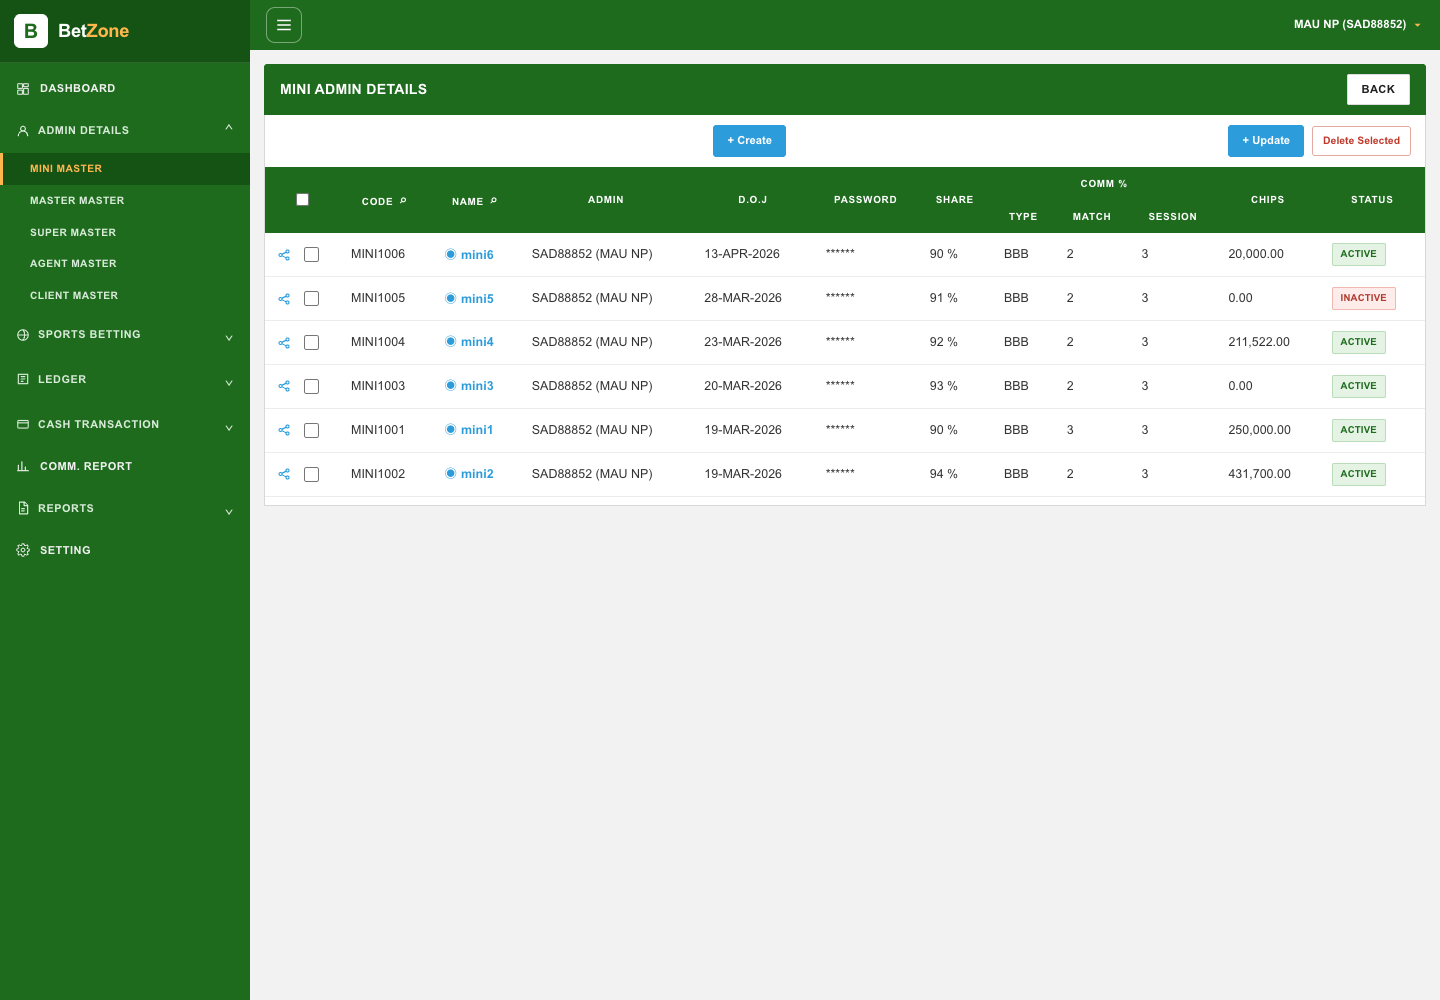 B BetZone
MAU NP (SAD88852)
DASHBOARD
ADMIN DETAILS
MINI MASTER
MASTER MASTER
SUPER MASTER
AGENT MASTER
CLIENT MASTER
SPORTS BETTING
LEDGER
CASH TRANSACTION
COMM. REPORT
REPORTS
SETTING
MINI ADMIN DETAILS BACK
+ Create + Update Delete Selected
CODE NAME ADMIN D.O.J PASSWORD SHARE COMM % CHIPS STATUS
TYPE MATCH SESSION
MINI1006 mini6 SAD88852 (MAU NP) 13-APR-2026 ****** 90 % BBB 2 3 20,000.00 ACTIVE
MINI1005 mini5 SAD88852 (MAU NP) 28-MAR-2026 ****** 91 % BBB 2 3 0.00 INACTIVE
MINI1004 mini4 SAD88852 (MAU NP) 23-MAR-2026 ****** 92 % BBB 2 3 211,522.00 ACTIVE
MINI1003 mini3 SAD88852 (MAU NP) 20-MAR-2026 ****** 93 % BBB 2 3 0.00 ACTIVE
MINI1001 mini1 SAD88852 (MAU NP) 19-MAR-2026 ****** 90 % BBB 3 3 250,000.00 ACTIVE
MINI1002 mini2 SAD88852 (MAU NP) 19-MAR-2026 ****** 94 % BBB 2 3 431,700.00 ACTIVE